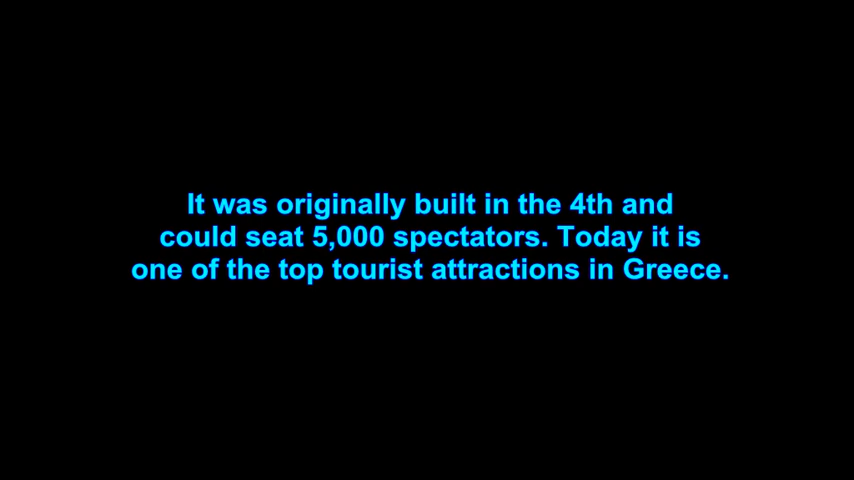 It was originally built in the 4th and
could seat 5,000 spectators. Today it is
one of the top tourist attractions in Greece.